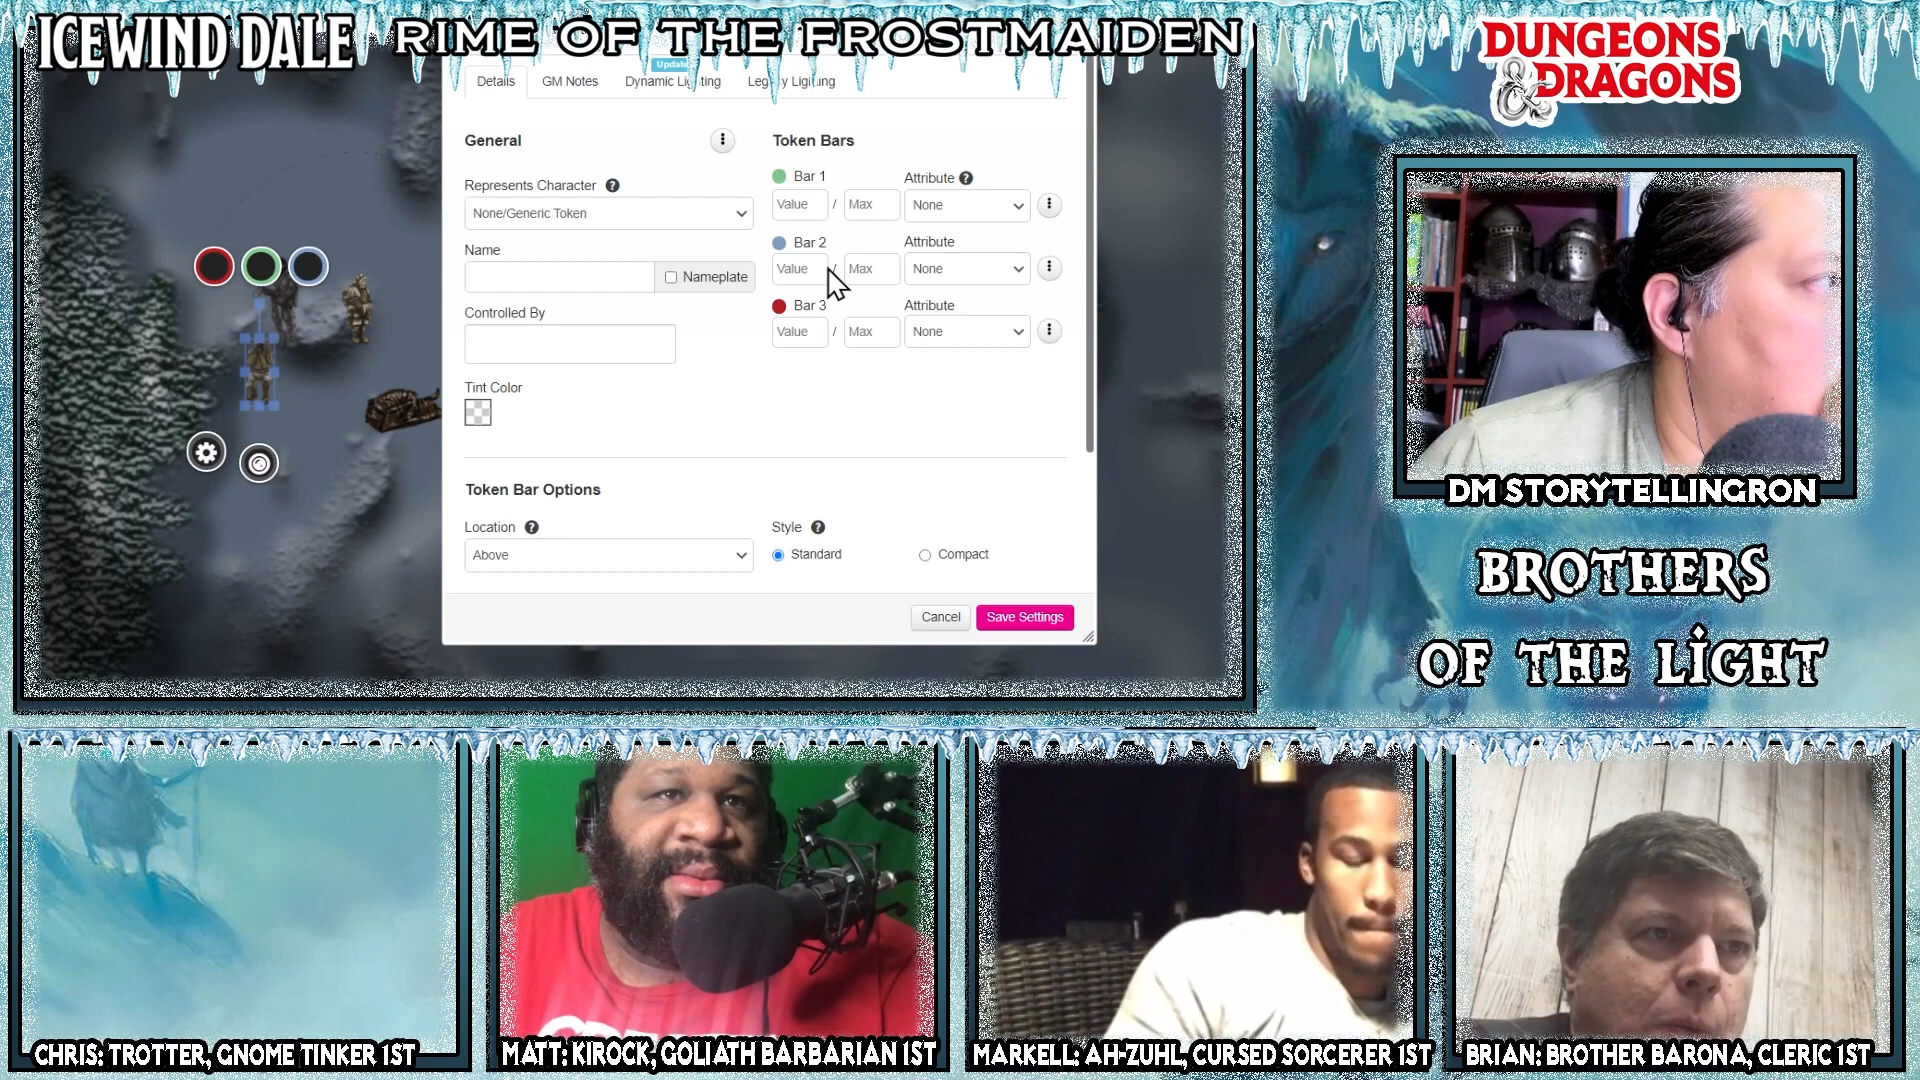 ICEWIND DALE RIME OF THE FROSTMAIDEN
DUNGEONS
& DRAGONS
Update
Details GM Notes Dynamic Lighting
General
Token Bars
Represents Character ?
Bar 1 Attribute ?
None/Generic Token
Value / Max None
Name
Bar 2 Attribute
Nameplate
Value / Max None
Controlled By
Bar 3 Attribute
Value / Max None
Tint Color
Token Bar Options
Location ? Style ?
Above
Standard Compact
Cancel Save Settings
DM STORYTELLINGRON
BROTHERS
OF THE LIGHT
CHRIS: TROTTER, GNOME TINKER 1ST
MATT: KIROCK, GOLIATH BARBARIAN 1ST
MARKELL: AH-ZUHL, CURSED SORCERER 1ST
BRIAN: BROTHER BARONA, CLERIC 1ST